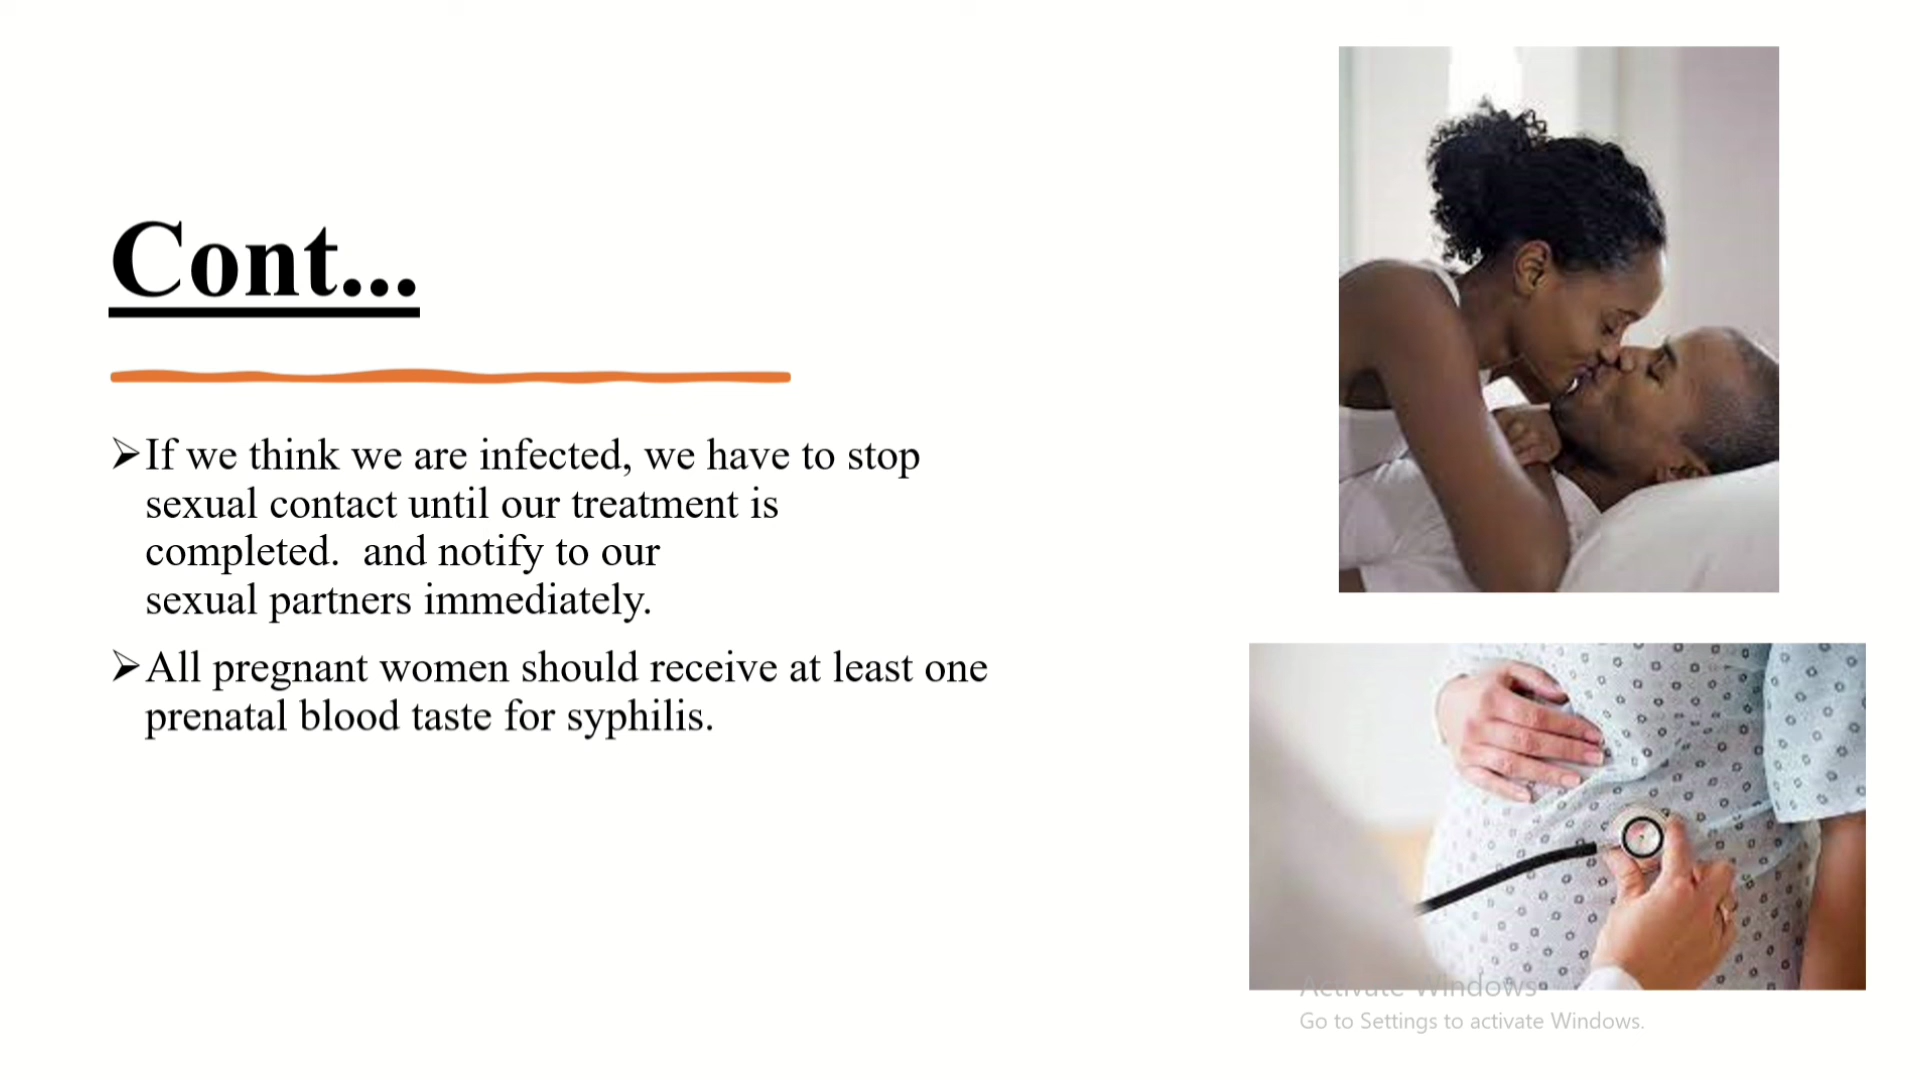 Cont...
➢If we think we are infected, we have to stop
sexual contact until our treatment is
completed.  and notify to our
sexual partners immediately.
➢All pregnant women should receive at least one
prenatal blood taste for syphilis.
Activate Windows
Go to Settings to activate Windows.